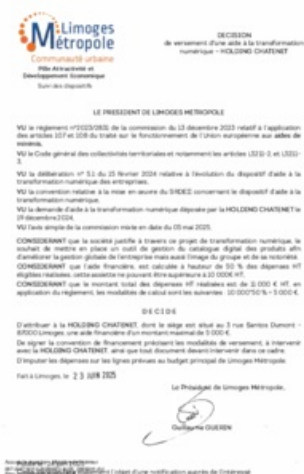 Limoges
Métropole
Communauté urbaine
Pôle Attractivité et
Développement Economique
Suivi des dispositifs
DECISION
de versement d'une aide à la transformation
numérique – HOLDING CHATENET
LE PRESIDENT DE LIMOGES METROPOLE
VU le règlement n°2023/2831 de la commission du 13 décembre 2023 relatif à l'application
des articles 107 et 108 du traité sur le fonctionnement de l'Union européenne aux aides de
minimis,
VU le Code général des collectivités territoriales et notamment les articles L3211-2, et L5211-
2,
VU la délibération n° 5.1 du 15 février 2024 relative à l'évolution du dispositif d'aide à la
transformation numérique des entreprises.
VU la convention relative à la mise en œuvre du SRDEII concernant le dispositif d'aide à la
transformation numérique.
VU la demande d'aide à la transformation numérique déposée par la HOLDING CHATENET le
19 décembre 2024.
VU l'avis simple de la commission mixte en date du 05 mai 2025,
CONSIDERANT que la société justifie à travers ce projet de transformation numérique, le
souhait de mettre en place un outil de gestion du catalogue digital des produits afin
d'améliorer la gestion globale de l'entreprise mais aussi l'image du groupe et de sa notoriété.
CONSIDERANT que l'aide financière, est calculée à hauteur de 50 % des dépenses HT
éligibles réalisées, cette assiette ne pouvant être supérieure à 10 000€ HT.
CONSIDERANT que le montant total des dépenses HT réalisées est de 000 € HT, en
application du règlement, les modalités de calcul sont les suivantes : 10 000*50 % = 5 000 €.
DECIDE
D'attribuer à la HOLDING CHATENET, dont le siège est situé au 3 rue Santos Dumont -
87000 Limoges, une aide financière d'un montant maximal de 5 000 €.
De signer la convention de financement précisant les modalités de versement, à intervenir
avec la HOLDING CHATENET, ainsi que tout document devant intervenir dans ce cadre.
D'imputer les dépenses sur les lignes prévues au budget principal de Limoges Métropole.
Fait à Limoges, le 23 JUIN 2025
Le Président de Limoges Métropole,
Guillaume GUERIN
l'objet d'une notification auprès de l'intéressé